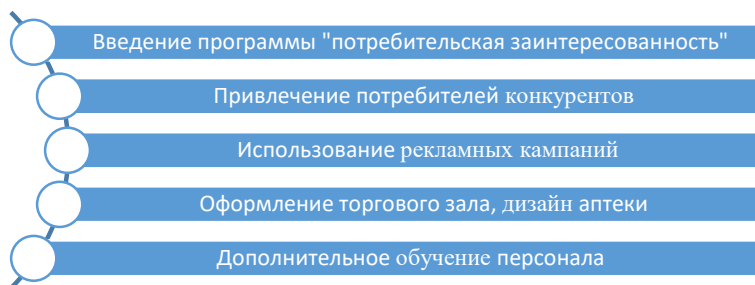 Введение программы "потребительская заинтересованность"
Привлечение потребителей конкурентов
Использование рекламных кампаний
Оформление торгового зала, дизайн аптеки
Дополнительное обучение персонала